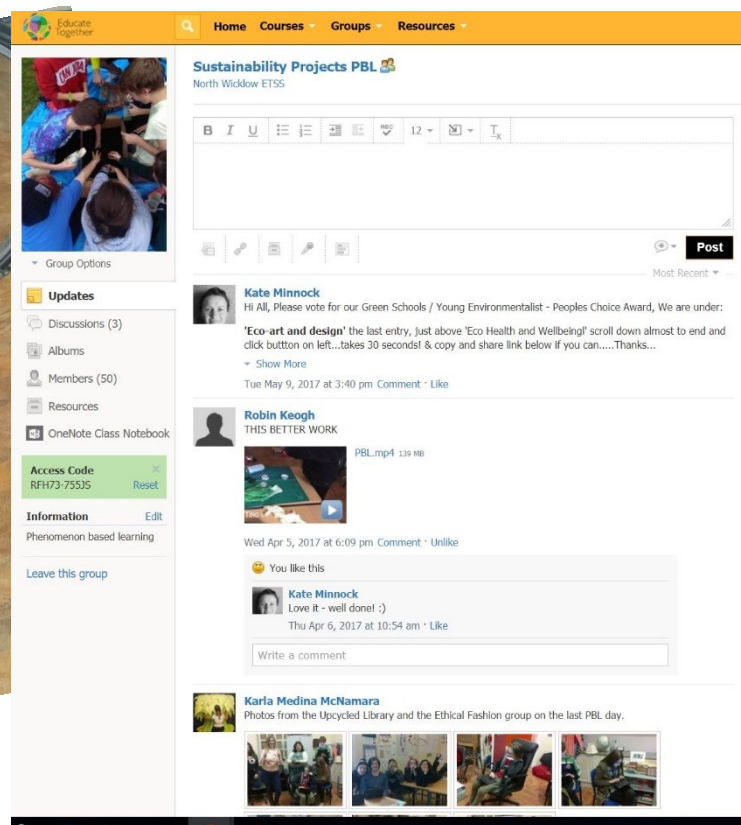 Educate
Together
Home Courses Groups Resources
Sustainability Projects PBL
North Wicklow ETSS
B I U ABC 12 Tx
Post
Most Recent
Group Options
Updates
Discussions (3)
Albums
Members (50)
Resources
OneNote Class Notebook
Access Code
RFH73-755JS Reset
Information Edit
Phenomenon based learning
Leave this group
Kate Minnock
Hi All, Please vote for our Green Schools / Young Environmentalist - Peoples Choice Award, We are under:
'Eco-art and design' the last entry, just above 'Eco Health and Wellbeingl' scroll down almost to end and
click buttton on left...takes 30 seconds! & copy and share link below if you can.....Thanks...
Show More
Tue May 9, 2017 at 3:40 pm Comment · Like
Robin Keogh
THIS BETTER WORK
PBL.mp4 139 MB
Wed Apr 5, 2017 at 6:09 pm Comment · Unlike
You like this
Kate Minnock
Love it - well done! :)
Thu Apr 6, 2017 at 10:54 am · Like
Write a comment
Karla Medina McNamara
Photos from the Upcycled Library and the Ethical Fashion group on the last PBL day.